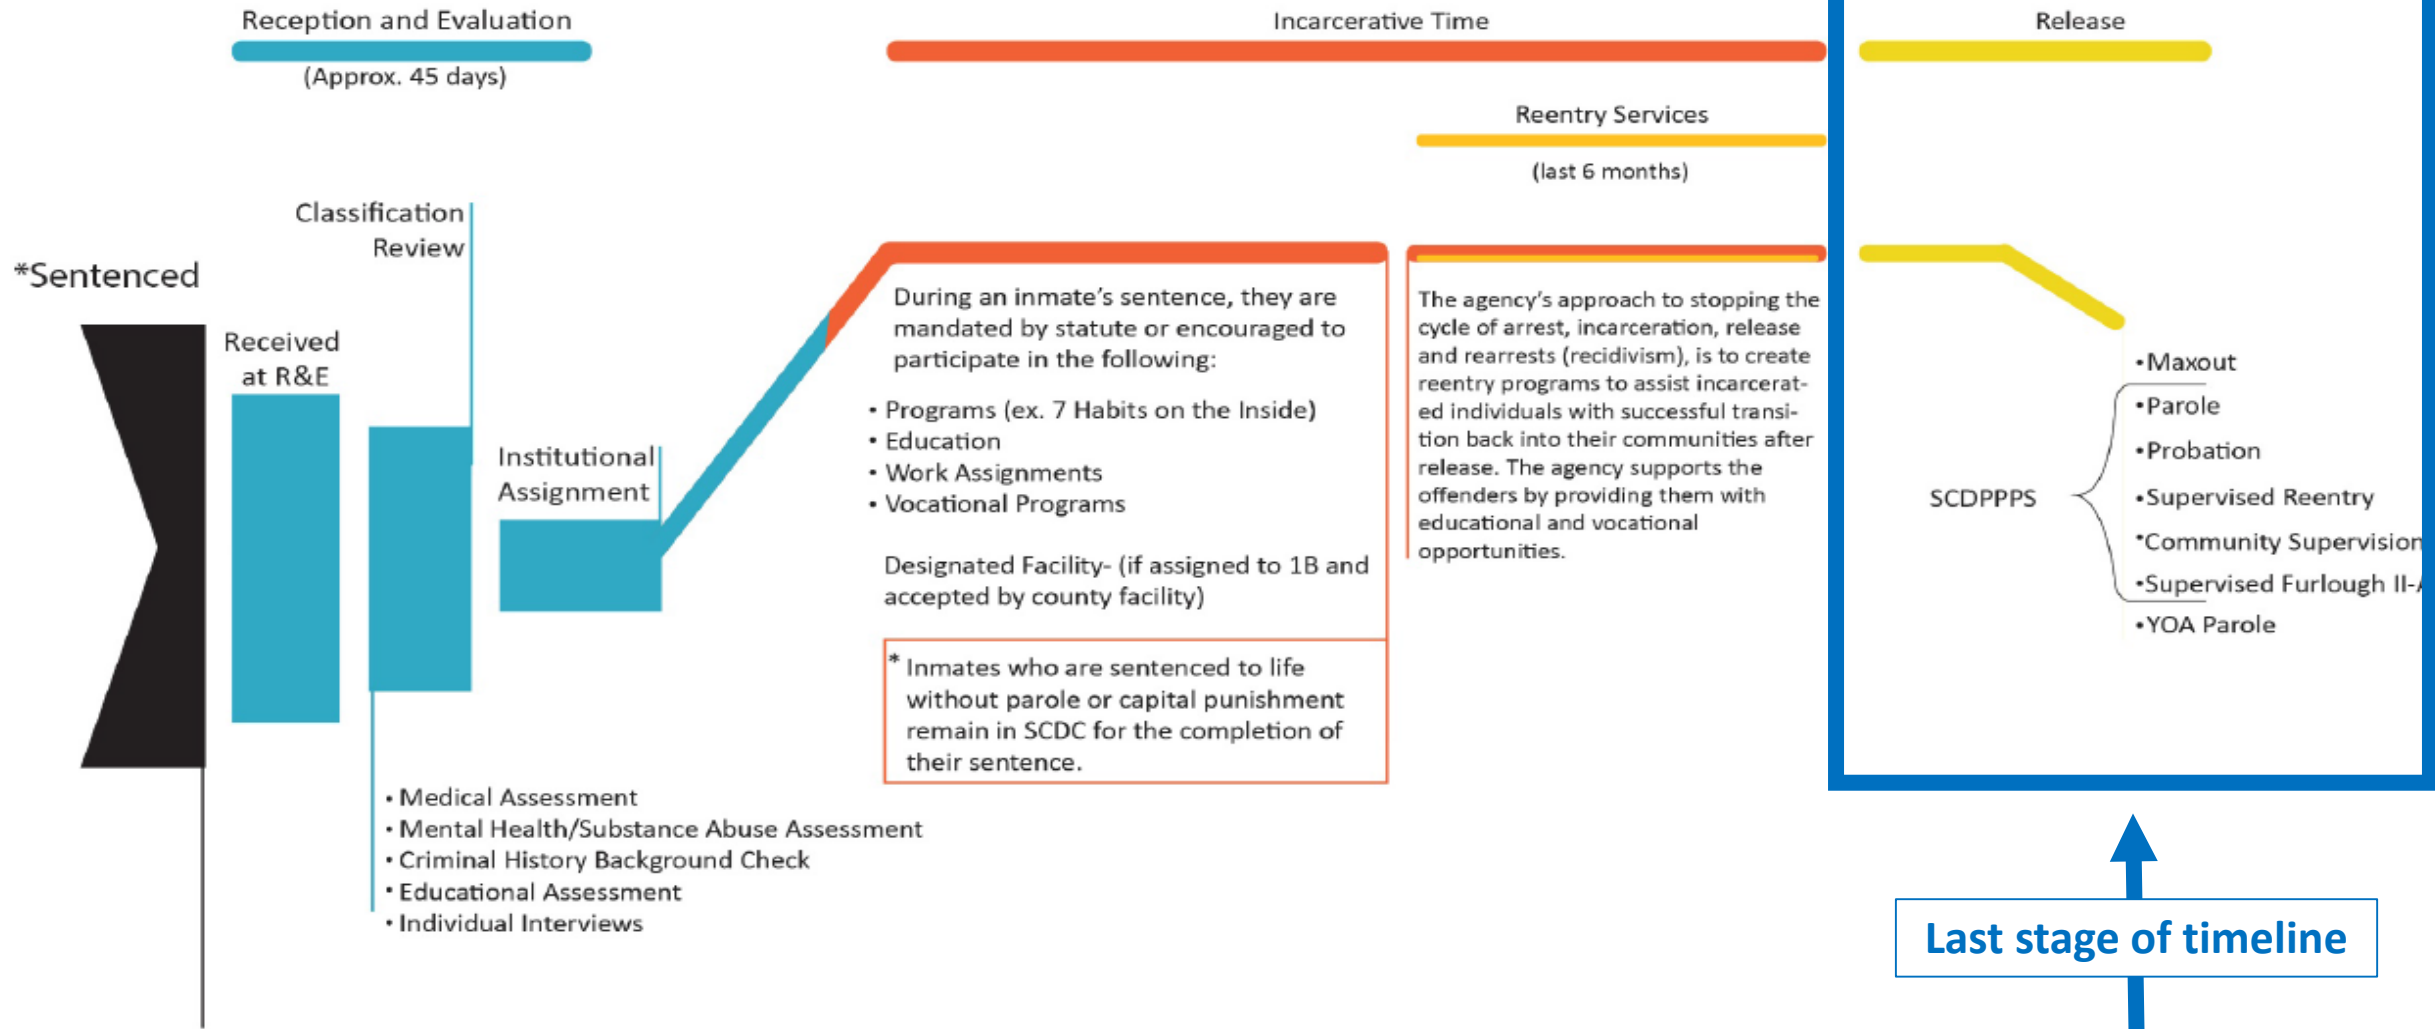 Reception and Evaluation
(Approx. 45 days)
Incarcerative Time
Release
Reentry Services
(last 6 months)
*Sentenced
Received
at R&E
Classification
Review
Institutional
Assignment
• Medical Assessment
• Mental Health/Substance Abuse Assessment
• Criminal History Background Check
• Educational Assessment
• Individual Interviews
During an inmate's sentence, they are
mandated by statute or encouraged to
participate in the following:
• Programs (ex. 7 Habits on the Inside)
• Education
• Work Assignments
• Vocational Programs
Designated Facility- (if assigned to 1B and
accepted by county facility)
* Inmates who are sentenced to life
without parole or capital punishment
remain in SCDC for the completion of
their sentence.
The agency's approach to stopping the
cycle of arrest, incarceration, release
and rearrests (recidivism), is to create
reentry programs to assist incarcerat-
ed individuals with successful transi-
tion back into their communities after
release. The agency supports the
offenders by providing them with
educational and vocational
opportunities.
SCDPPPS
•Maxout
•Parole
•Probation
•Supervised Reentry
•Community Supervision
•Supervised Furlough II-A
•YOA Parole
Last stage of timeline